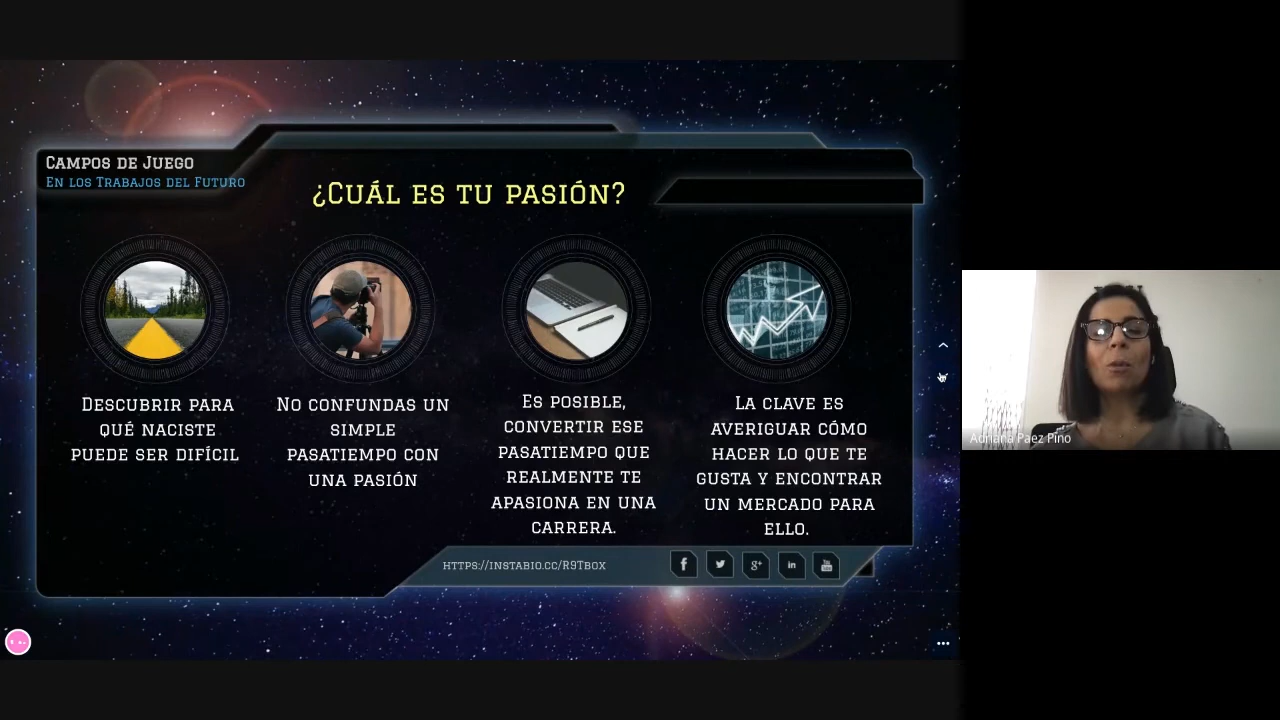 Campos de Juego
En los Trabajos del Futuro
¿Cuál es tu pasión?
Descubrir para
qué naciste
puede ser difícil
No confundas un
simple
pasatiempo con
una pasión
Es posible,
convertir ese
pasatiempo que
realmente te
apasiona en una
carrera.
La clave es
averiguar cómo
hacer lo que te
gusta y encontrar
un mercado para
ello.
https://instabio.cc/R9Tbox
Adriana Paez Pino